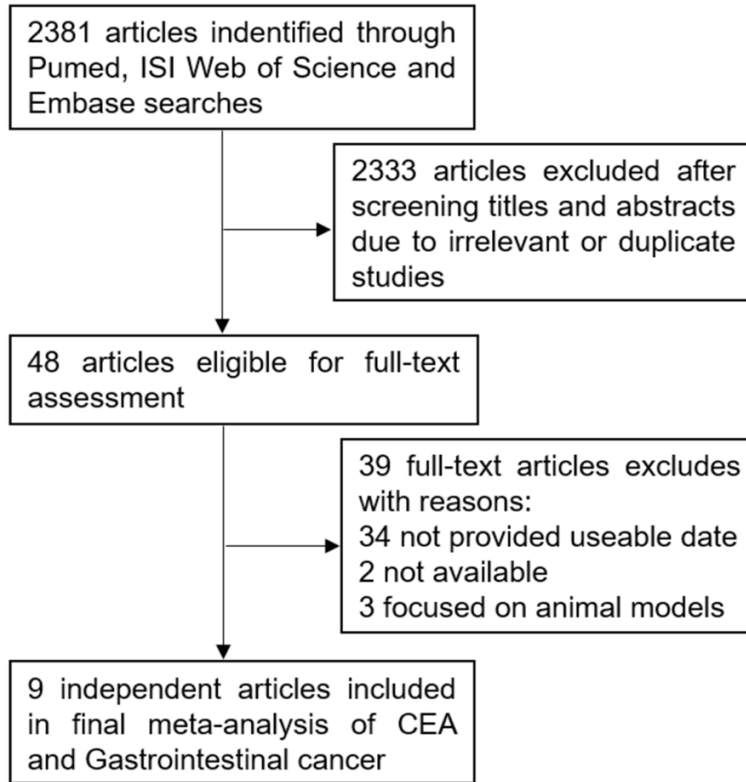 2381 articles indentified through
Pumed, ISI Web of Science and
Embase searches
2333 articles excluded after
screening titles and abstracts
due to irrelevant or duplicate
studies
48 articles eligible for full-text
assessment
39 full-text articles excludes
with reasons:
34 not provided useable date
2 not available
3 focused on animal models
9 independent articles included
in final meta-analysis of CEA
and Gastrointestinal cancer